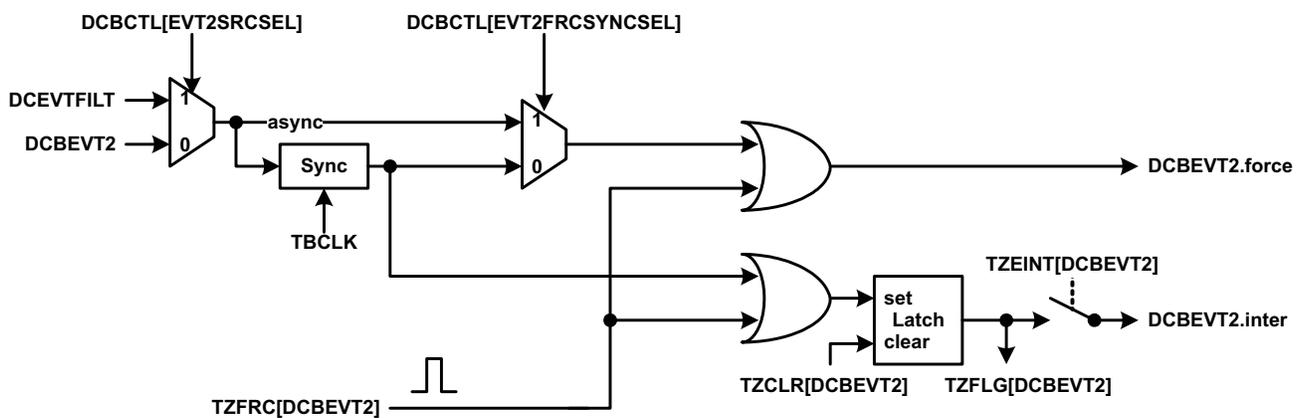 DCBCTL[EVT2SRCSEL]
DCBCTL[EVT2FRCSYNCSEL]
DCEVTFILT
1
async
1
DCBEVT2
0
Sync
0
DCBEVT2.force
TBCLK
TZEINT[DCBEVT2]
set
Latch
clear
DCBEVT2.inter
TZCLR[DCBEVT2]
TZFLG[DCBEVT2]
TZFRC[DCBEVT2]